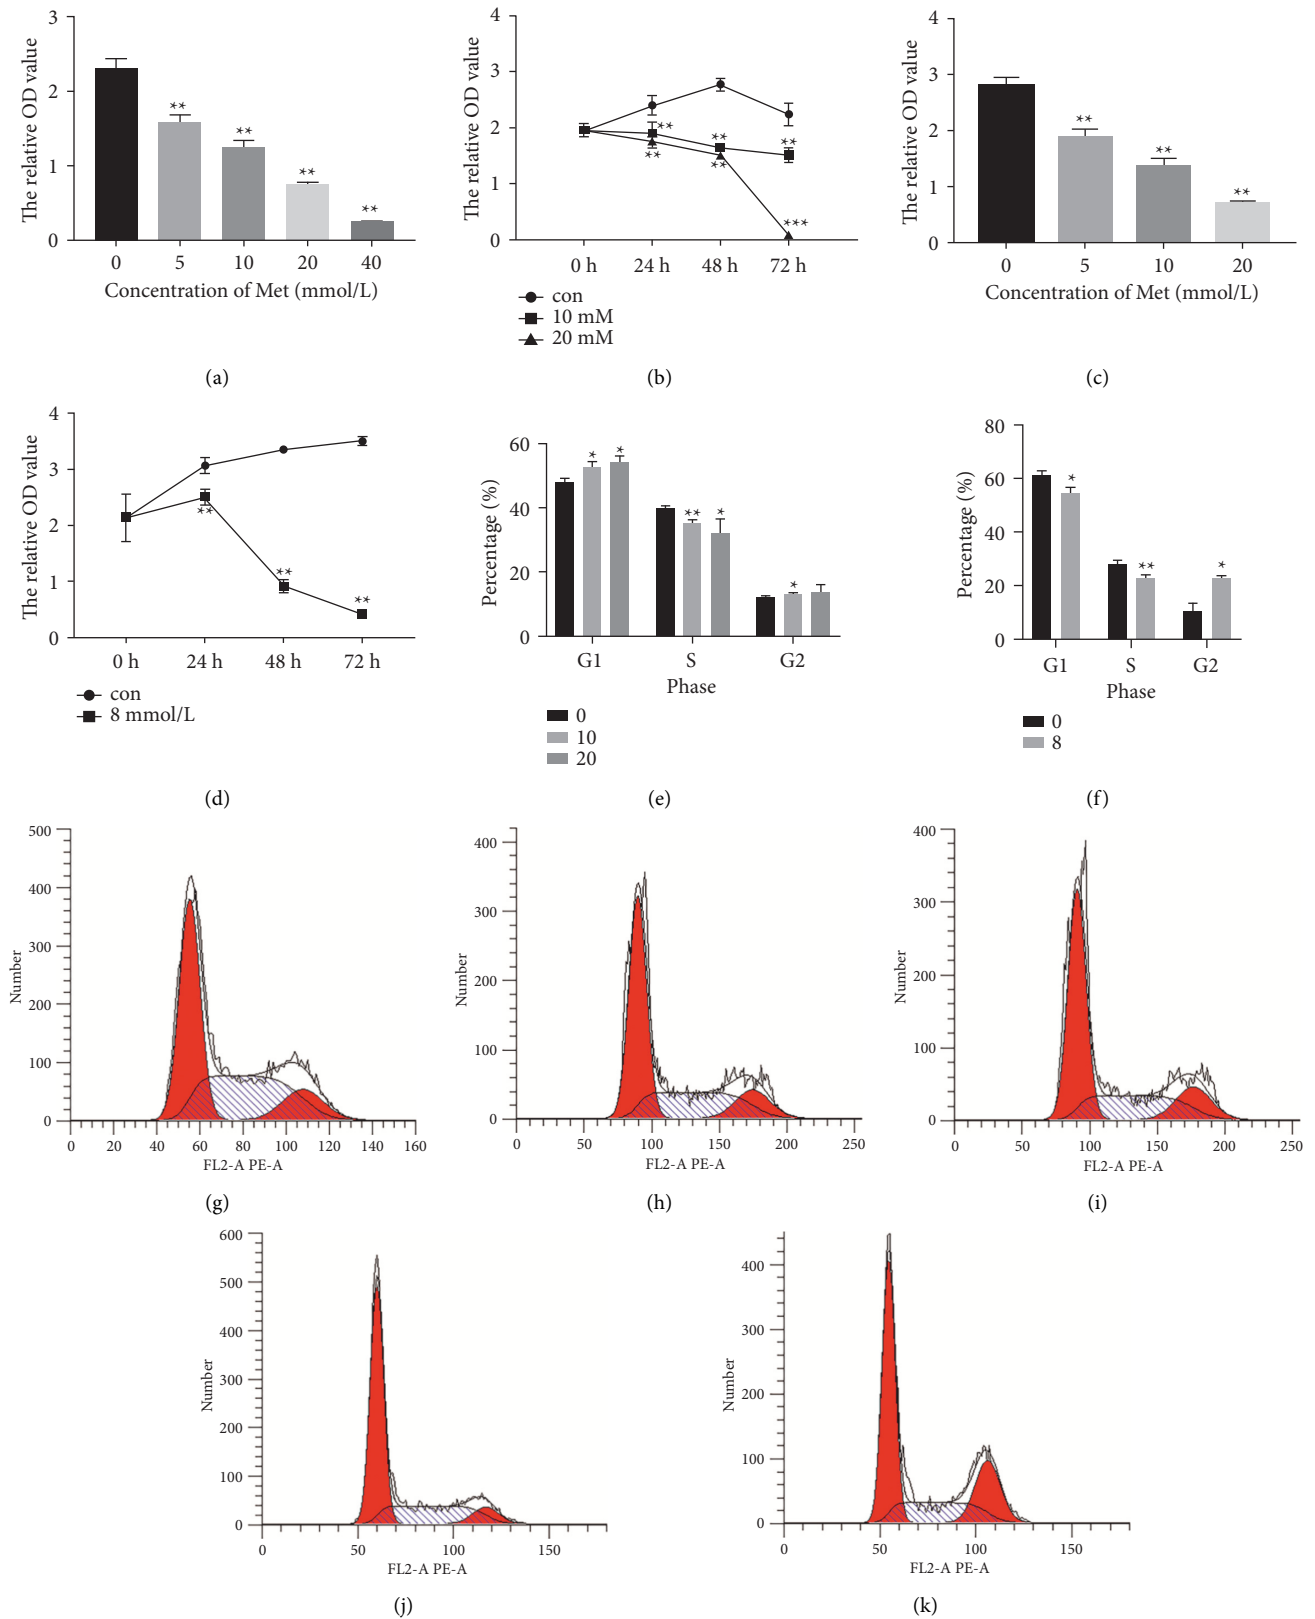 3
2
1
0
The relative OD value
**
**
**
**
0 5 10 20 40
Concentration of Met (mmol/L)
(a)
4
3
2
1
0
The relative OD value
**
**
**
**
**
***
0 h 24 h 48 h 72 h
con
10 mM
20 mM
(b)
4
3
2
1
0
The relative OD value
**
**
**
0 5 10 20
Concentration of Met (mmol/L)
(c)
4
3
2
1
0
The relative OD value
**
**
**
0 h 24 h 48 h 72 h
con
8 mmol/L
(d)
60
40
20
0
Percentage (%)
* *
** *
*
G1 S G2
Phase
0
10
20
(e)
80
60
40
20
0
Percentage (%)
*
**
*
G1 S G2
Phase
0
8
(f)
500
400
300
200
100
0
Number
0 20 40 60 80 100 120 140 160
FL2-A PE-A
(g)
400
300
200
100
0
Number
0 50 100 150 200 250
FL2-A PE-A
(h)
400
300
200
100
0
Number
0 50 100 150 200 250
FL2-A PE-A
(i)
600
500
400
300
200
100
0
Number
0 50 100 150
FL2-A PE-A
(j)
400
300
200
100
0
Number
0 50 100 150
FL2-A PE-A
(k)